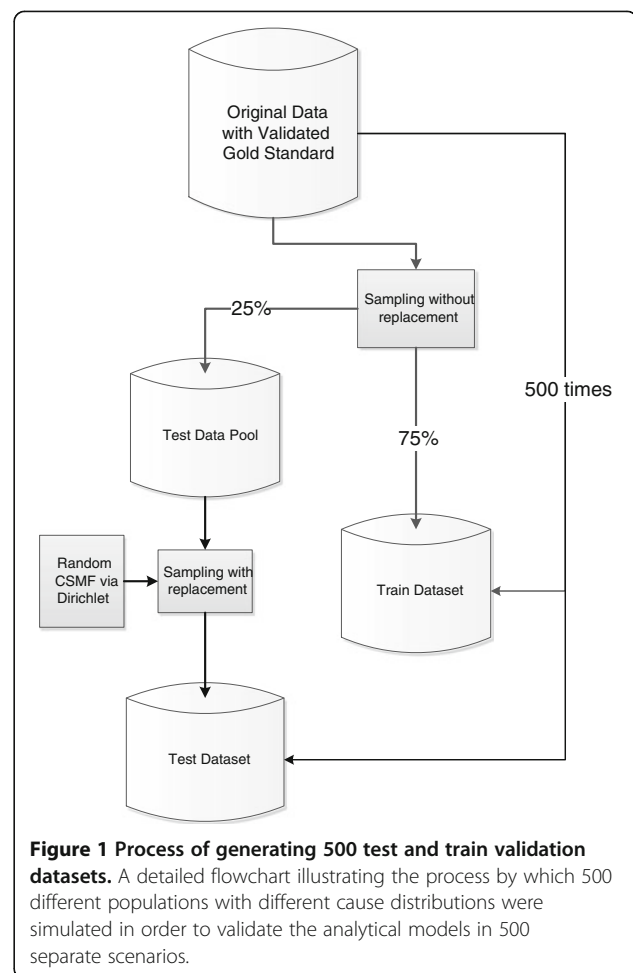 Original Data
with Validated
Gold Standard
Sampling without
replacement
25%
500 times
Test Data Pool
75%
Random
CSMF via
Dirichlet
Sampling with
replacement
Train Dataset
Test Dataset
Figure 1 Process of generating 500 test and train validation
datasets. A detailed flowchart illustrating the process by which 500
different populations with different cause distributions were
simulated in order to validate the analytical models in 500
separate scenarios.